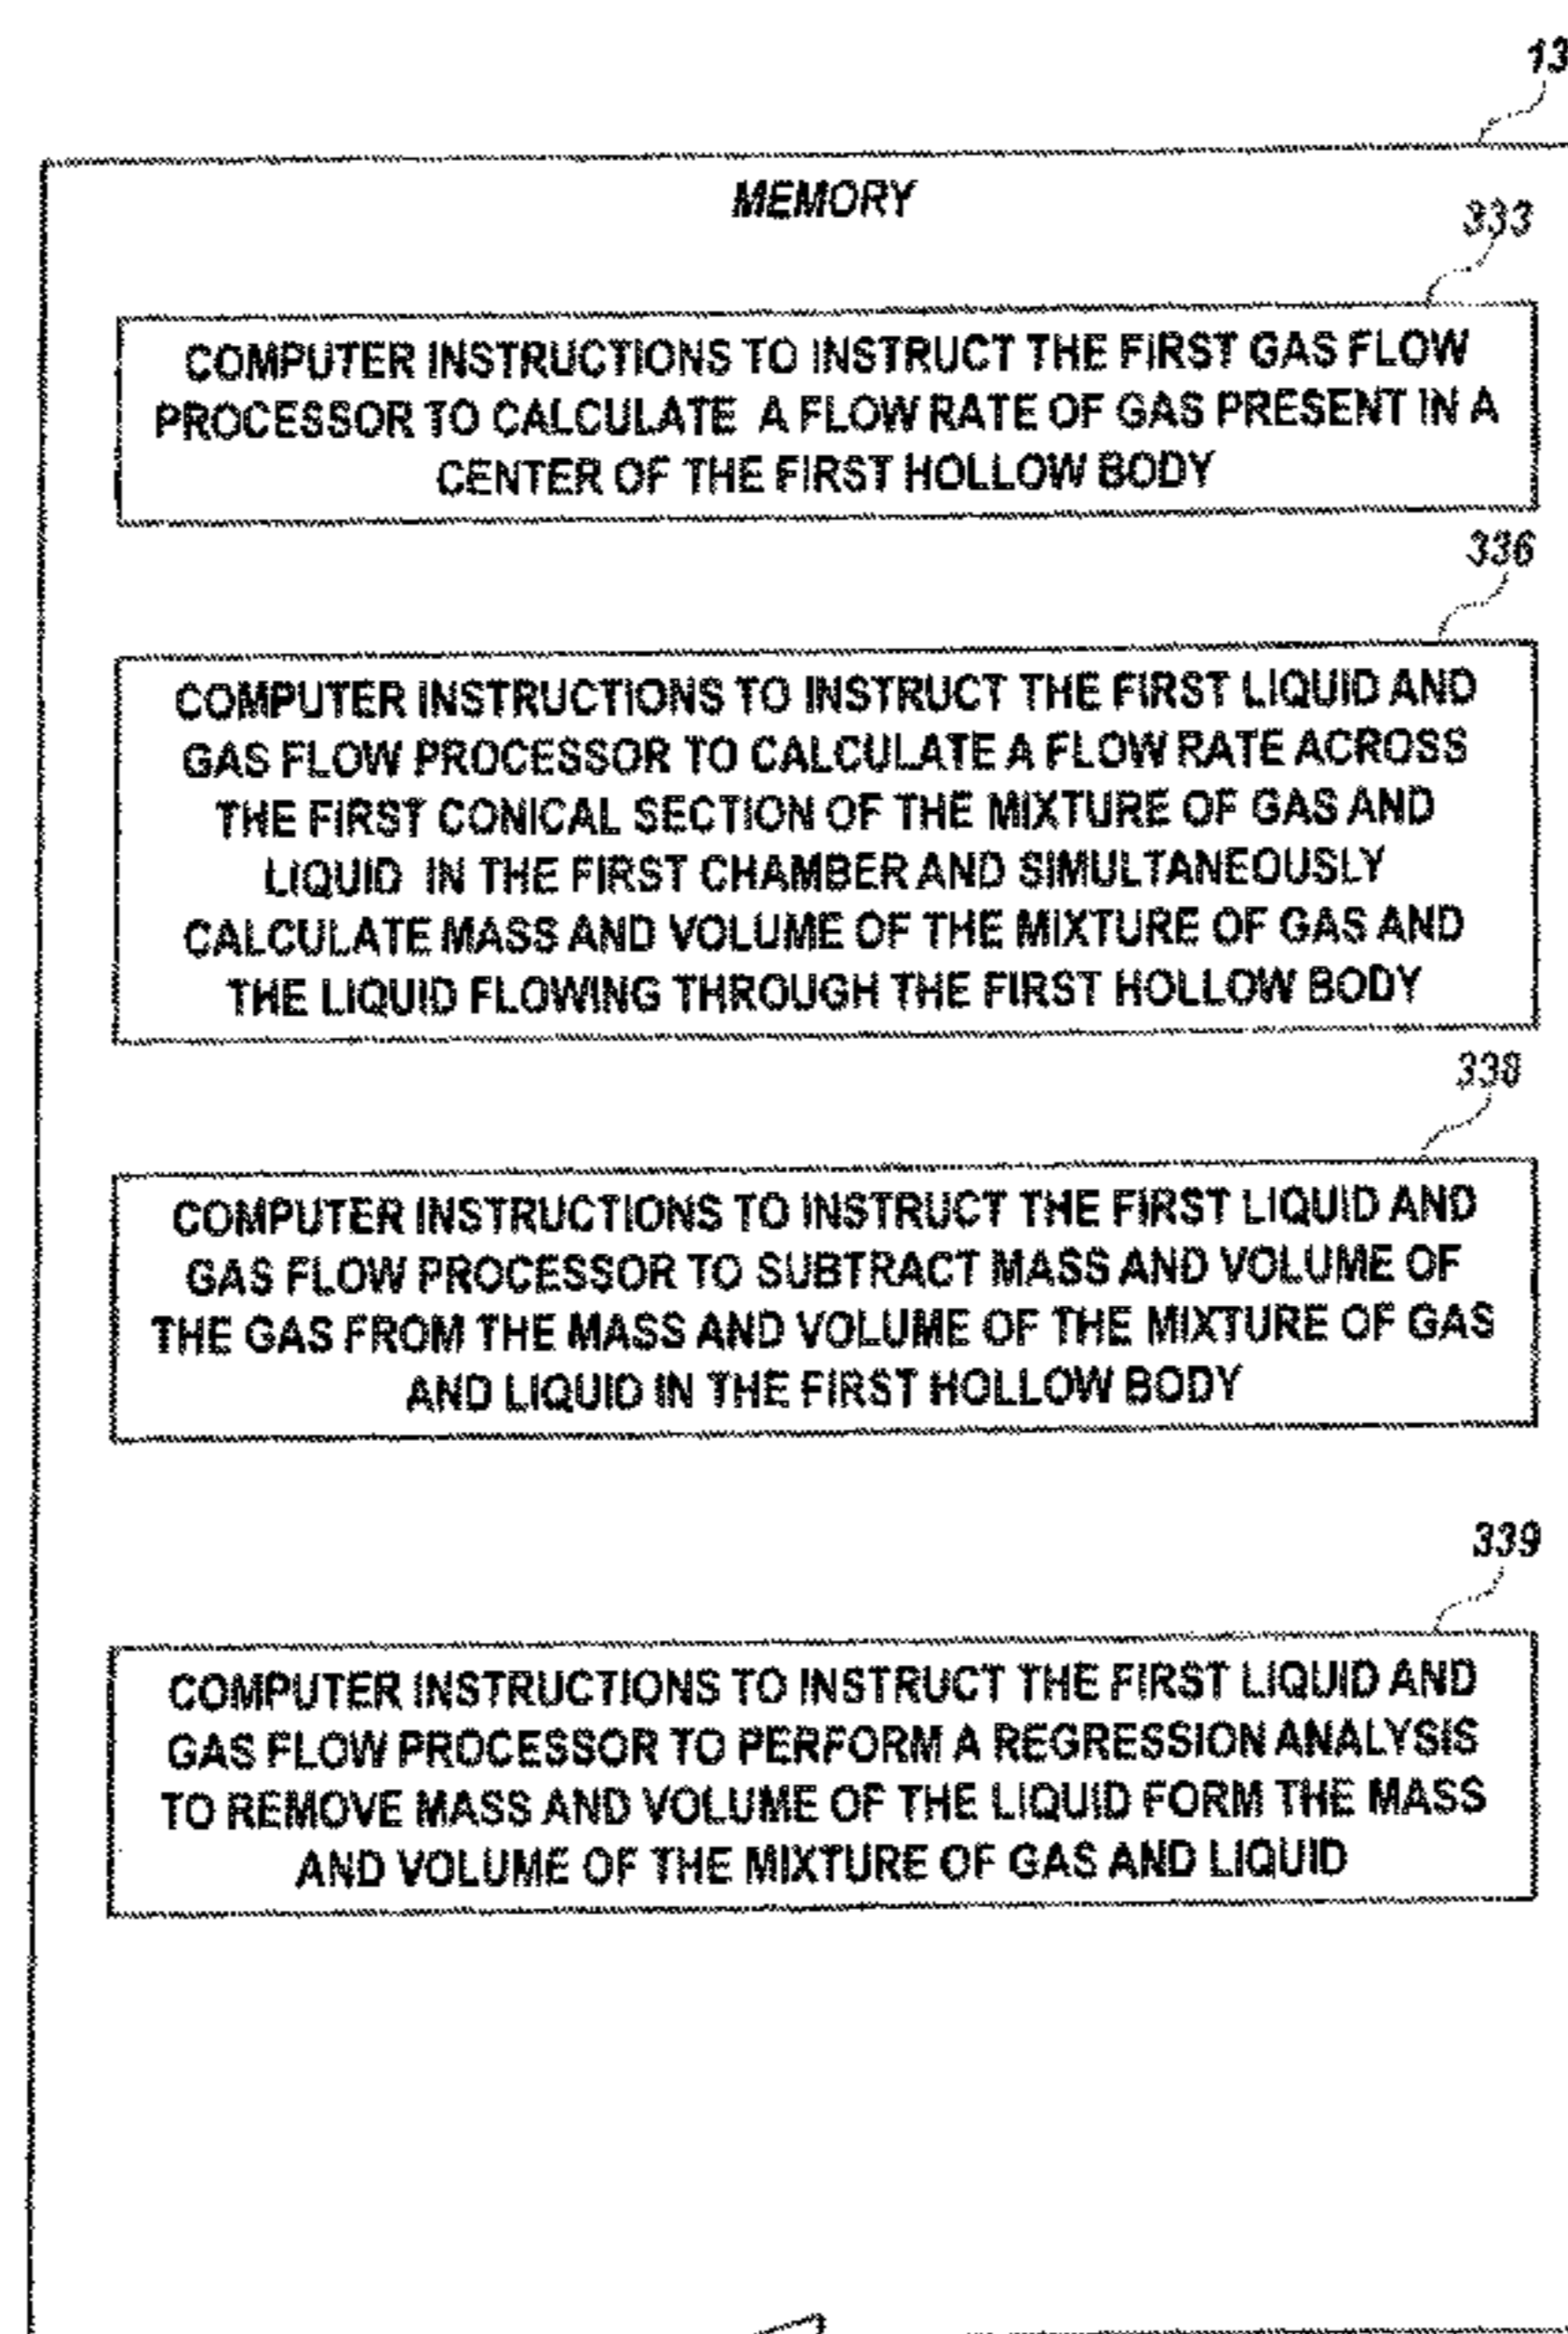 13
MEMORY
333
COMPUTER INSTRUCTIONS TO INSTRUCT THE FIRST GAS FLOW
PROCESSOR TO CALCULATE A FLOW RATE OF GAS PRESENT IN A
CENTER OF THE FIRST HOLLOW BODY
336
COMPUTER INSTRUCTIONS TO INSTRUCT THE FIRST LIQUID AND
GAS FLOW PROCESSOR TO CALCULATE A FLOW RATE ACROSS
THE FIRST CONICAL SECTION OF THE MIXTURE OF GAS AND
LIQUID IN THE FIRST CHAMBER AND SIMULTANEOUSLY
CALCULATE MASS AND VOLUME OF THE MIXTURE OF GAS AND
THE LIQUID FLOWING THROUGH THE FIRST HOLLOW BODY
338
COMPUTER INSTRUCTIONS TO INSTRUCT THE FIRST LIQUID AND
GAS FLOW PROCESSOR TO SUBTRACT MASS AND VOLUME OF
THE GAS FROM THE MASS AND VOLUME OF THE MIXTURE OF GAS
AND LIQUID IN THE FIRST HOLLOW BODY
339
COMPUTER INSTRUCTIONS TO INSTRUCT THE FIRST LIQUID AND
GAS FLOW PROCESSOR TO PERFORM A REGRESSION ANALYSIS
TO REMOVE MASS AND VOLUME OF THE LIQUID FORM THE MASS
AND VOLUME OF THE MIXTURE OF GAS AND LIQUID